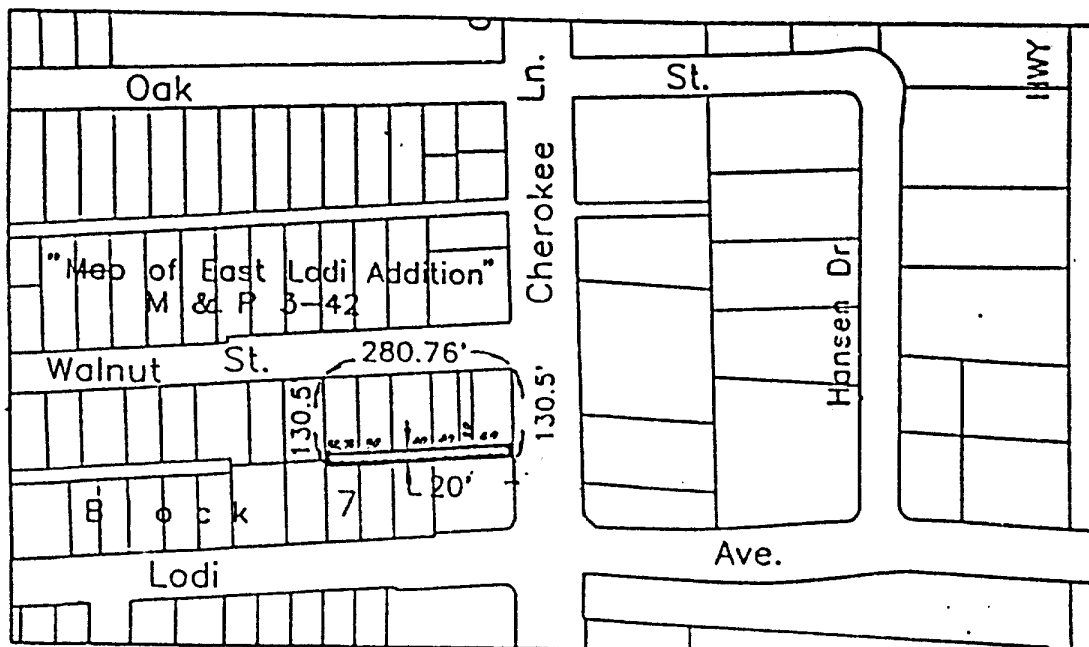 Oak
Ln.
St.
HWY
Cherokee
"Map of East Lodi Addition"
M & P 3-42
Hansen Dr
Walnut St.
280.76'
130.5'
130.5'
Block 7
20'
Lodi
Ave.